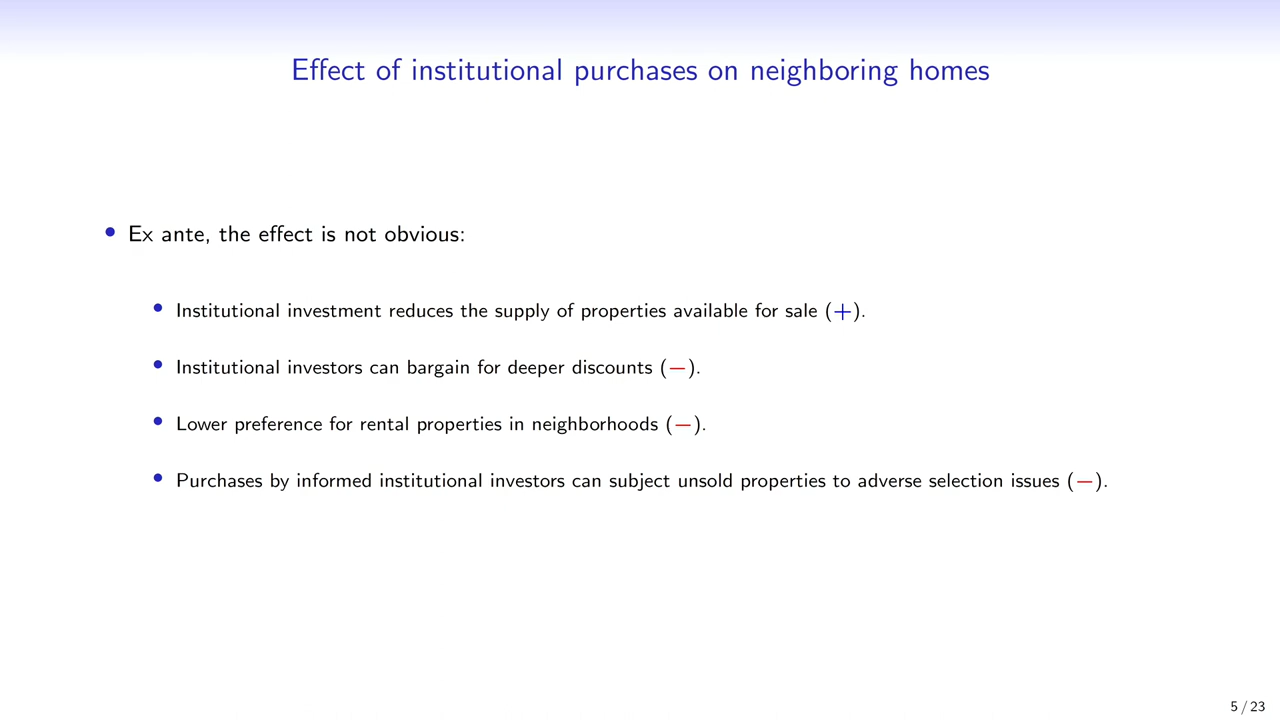 Effect of institutional purchases on neighboring homes
• Ex ante, the effect is not obvious:
• Institutional investment reduces the supply of properties available for sale (+).
• Institutional investors can bargain for deeper discounts (−).
• Lower preference for rental properties in neighborhoods (−).
• Purchases by informed institutional investors can subject unsold properties to adverse selection issues (−).
5 / 23